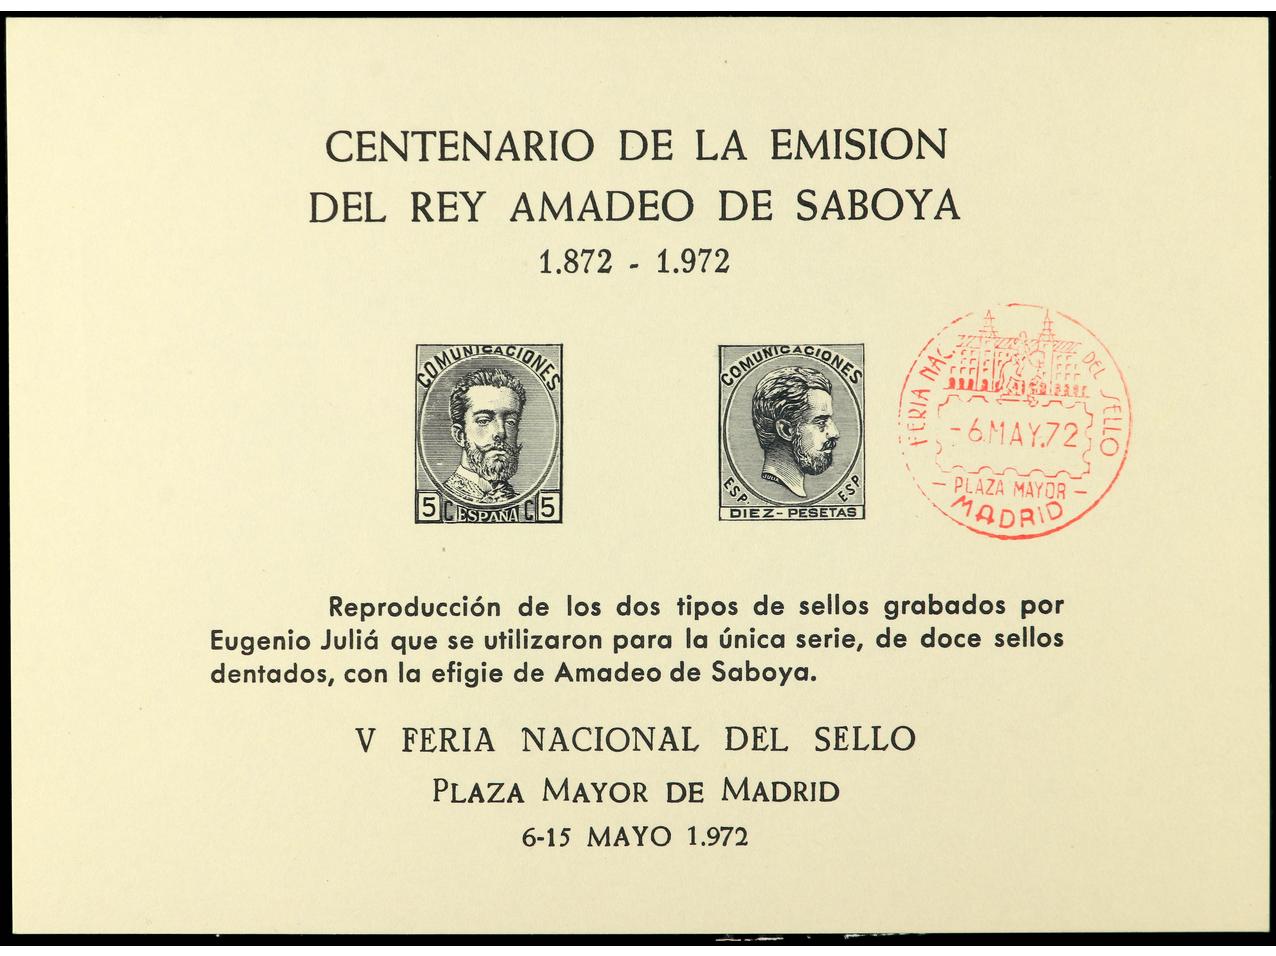 CENTENARIO DE LA EMISION
DEL REY AMADEO DE SABOYA
1.872 - 1.972
COMUNICACIONES
5 C ESPAÑA C 5
COMUNICACIONES
JULIA
ESP. ESP
DIEZ-PESETAS
FERIA NAC. DEL SELLO
-6.MAY.72
- PLAZA MAYOR -
MADRID
Reproducción de los dos tipos de sellos grabados por
Eugenio Juliá que se utilizaron para la única serie, de doce sellos
dentados, con la efigie de Amadeo de Saboya.
V FERIA NACIONAL DEL SELLO
PLAZA MAYOR DE MADRID
6-15 MAYO 1.972